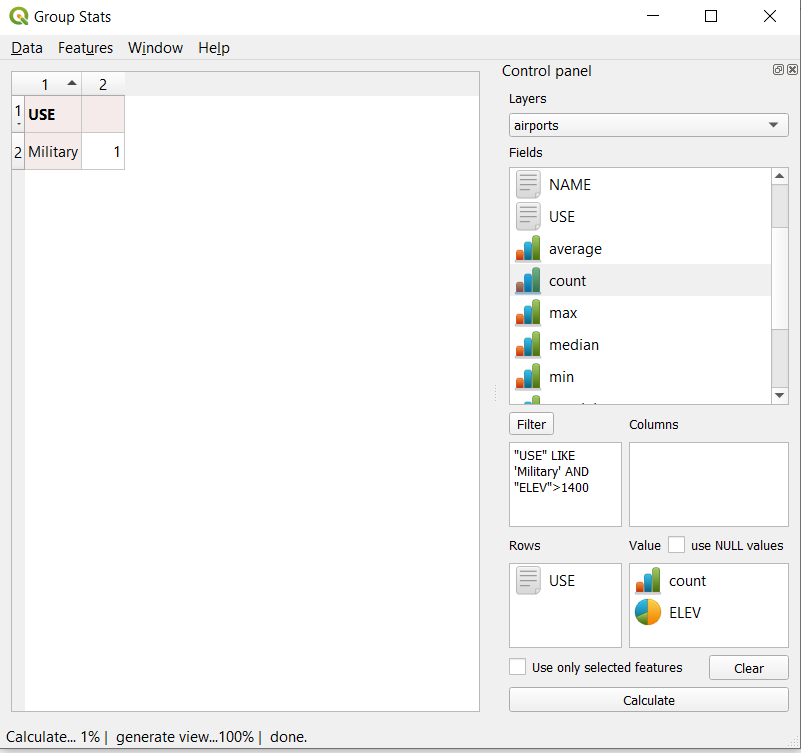 Group Stats
Data Features Window Help
1 2
1 USE
2 Military 1
Control panel
Layers
airports
Fields
NAME
USE
average
count
max
median
min
Filter Columns
"USE" LIKE
'Military' AND
"ELEV">1400
Rows Value use NULL values
USE count
ELEV
Use only selected features Clear
Calculate
Calculate... 1% | generate view...100% | done.